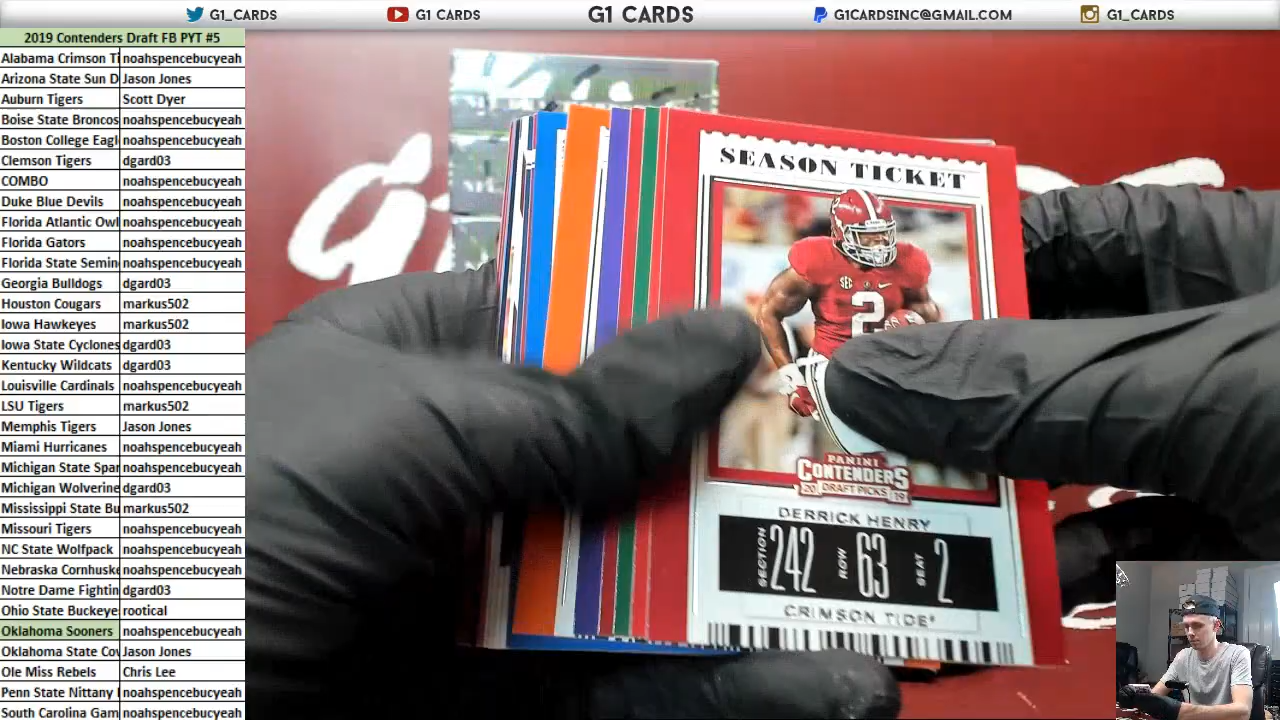 G1_CARDS
G1 CARDS
G1 CARDS
G1CARDSINC@GMAIL.COM
G1_CARDS
2019 Contenders Draft FB PYT #5
Alabama Crimson Ti noahspencebucyeah
Arizona State Sun D Jason Jones
Auburn Tigers Scott Dyer
Boise State Broncos noahspencebucyeah
Boston College Eagl noahspencebucyeah
Clemson Tigers dgard03
COMBO noahspencebucyeah
Duke Blue Devils noahspencebucyeah
Florida Atlantic Owl noahspencebucyeah
Florida Gators noahspencebucyeah
Florida State Semin noahspencebucyeah
Georgia Bulldogs dgard03
Houston Cougars markus502
Iowa Hawkeyes markus502
Iowa State Cyclones dgard03
Kentucky Wildcats dgard03
Louisville Cardinals noahspencebucyeah
LSU Tigers markus502
Memphis Tigers Jason Jones
Miami Hurricanes noahspencebucyeah
Michigan State Spar noahspencebucyeah
Michigan Wolverine dgard03
Mississippi State Bu markus502
Missouri Tigers noahspencebucyeah
NC State Wolfpack noahspencebucyeah
Nebraska Cornhuske noahspencebucyeah
Notre Dame Fightin dgard03
Ohio State Buckeye rootical
Oklahoma Sooners noahspencebucyeah
Oklahoma State Cov Jason Jones
Ole Miss Rebels Chris Lee
Penn State Nittany noahspencebucyeah
South Carolina Gam noahspencebucyeah
SEASON TICKET
SEC
2
PANINI
CONTENDERS
20 DRAFT PICKS 19
DERRICK HENRY
SECTION 242 ROW 63 SEAT 2
CRIMSON TIDE®